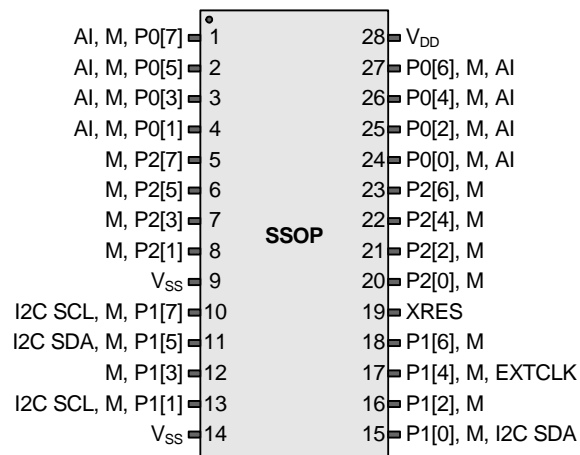 AI, M, P0[7] 1 28 VDD
AI, M, P0[5] 2 27 P0[6], M, AI
AI, M, P0[3] 3 26 P0[4], M, AI
AI, M, P0[1] 4 25 P0[2], M, AI
M, P2[7] 5 24 P0[0], M, AI
M, P2[5] 6 23 P2[6], M
M, P2[3] 7 22 P2[4], M
SSOP
M, P2[1] 8 21 P2[2], M
VSS 9 20 P2[0], M
I2C SCL, M, P1[7] 10 19 XRES
I2C SDA, M, P1[5] 11 18 P1[6], M
M, P1[3] 12 17 P1[4], M, EXTCLK
I2C SCL, M, P1[1] 13 16 P1[2], M
VSS 14 15 P1[0], M, I2C SDA